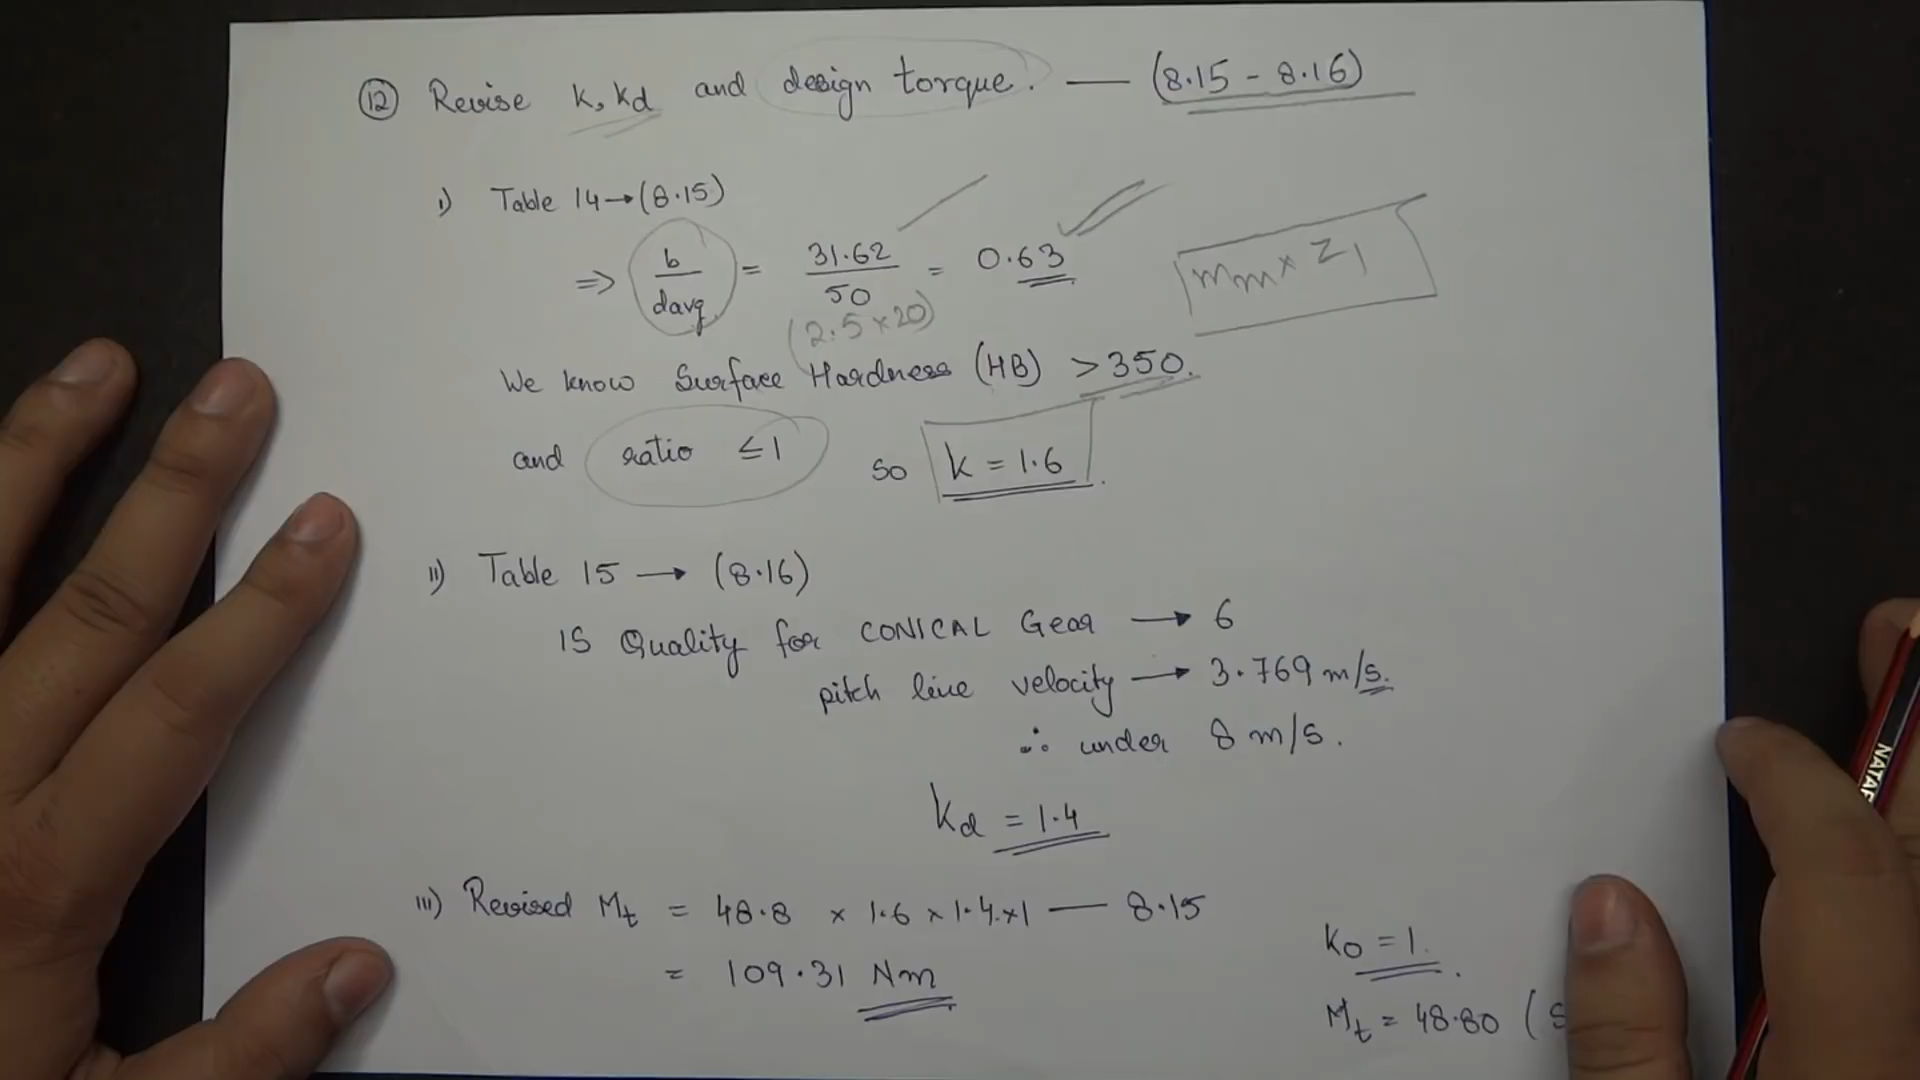 12 Revise k, kd and design torque. — (8.15 - 8.16)
i) Table 14 → (8.15)
⇒ b/davg = 31.62/50 = 0.63
mm × Z1
(2.5 × 20)
We know Surface Hardness (HB) > 350.
and ratio ≤ 1 so k = 1.6
ii) Table 15 → (8.16)
IS Quality for CONICAL Gear → 6
pitch line velocity → 3.769 m/s.
∴ under 8 m/s.
kd = 1.4
iii) Revised Mt = 48.8 × 1.6 × 1.4 × 1 — 8.15
= 109.31 Nm
ko = 1.
Mt = 48.80 (
NATAR